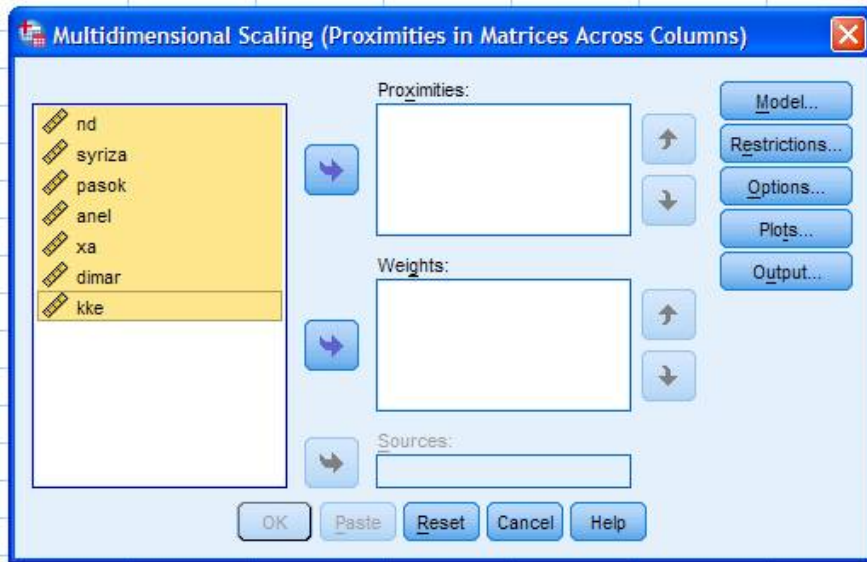 Multidimensional Scaling (Proximities in Matrices Across Columns)
nd
syriza
pasok
anel
xa
dimar
kke
Proximities:
Weights:
Sources:
Model...
Restrictions...
Options...
Plots...
Output...
OK Paste Reset Cancel Help